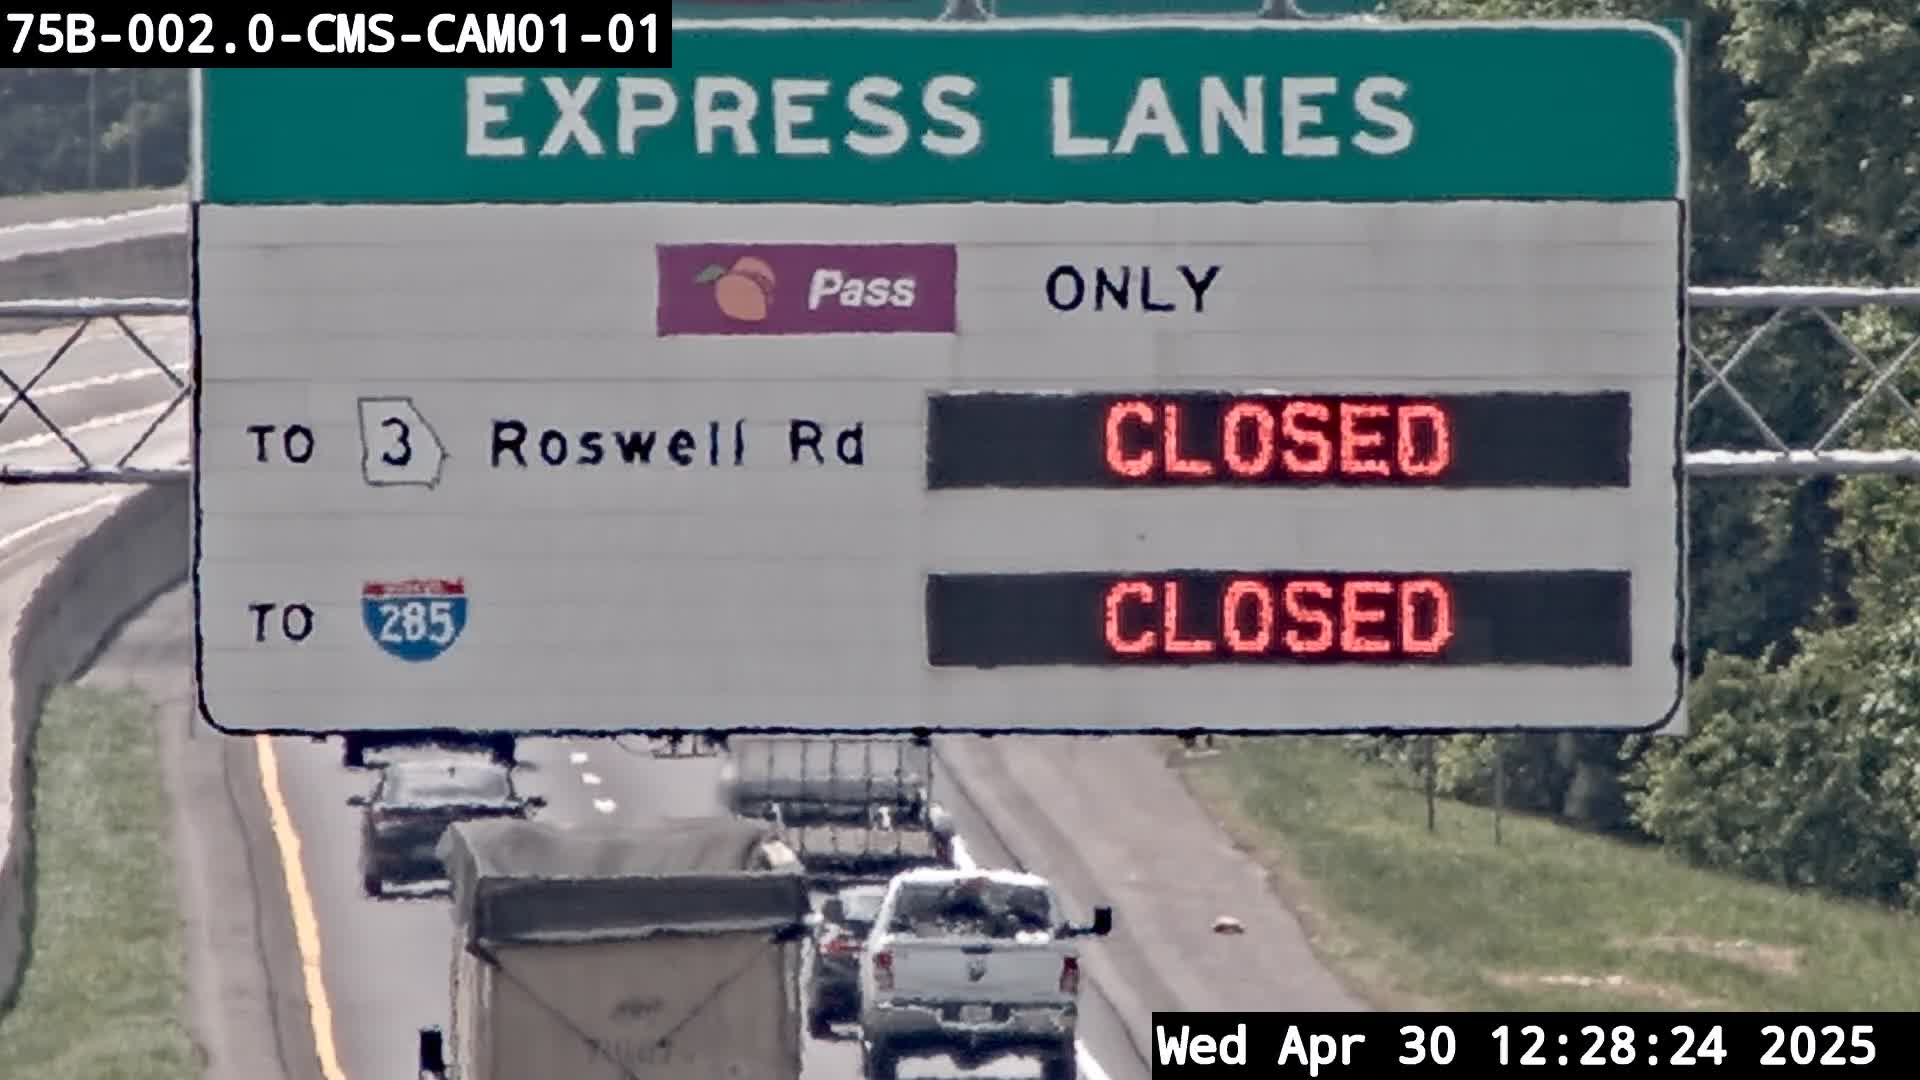 75B-002.0-CMS-CAM01-01
EXPRESS LANES
Pass ONLY
TO 3 Roswell Rd CLOSED
TO 285 CLOSED
Wed Apr 30 12:28:24 2025